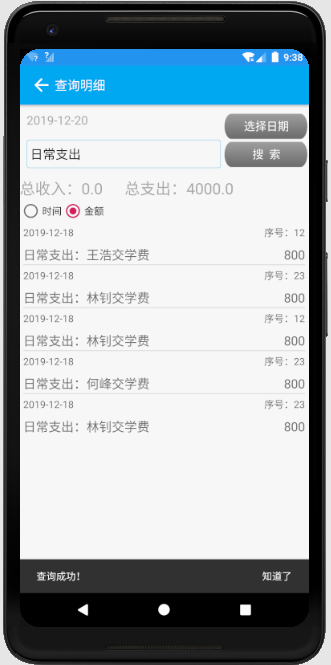 9:38
查询明细
2019-12-20
选择日期
日常支出
搜 索
总收入：0.0 总支出：4000.0
时间 金额
2019-12-18 序号：12
日常支出：王浩交学费 800
2019-12-18 序号：23
日常支出：林钊交学费 800
2019-12-18 序号：12
日常支出：林钊交学费 800
2019-12-18 序号：23
日常支出：何峰交学费 800
2019-12-18 序号：23
日常支出：林钊交学费 800
查询成功! 知道了